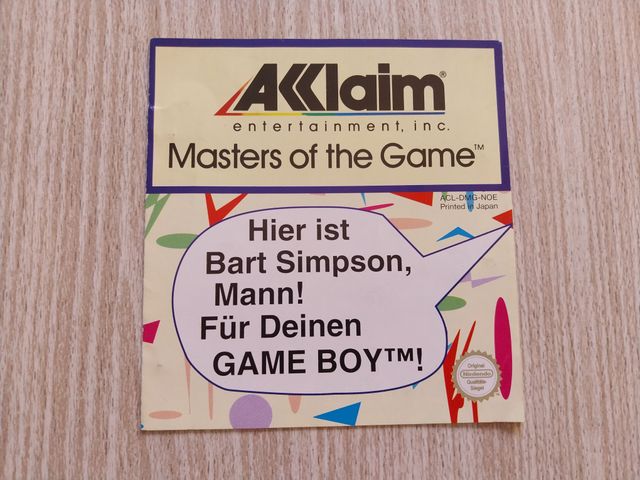 AKKlaim®
entertainment, inc.
Masters of the Game™
ACL-DMG-NOE
Printed in Japan
Hier ist
Bart Simpson,
Mann!
Für Deinen
GAME BOY™!
Original
Nintendo
Qualitäts-
Siegel